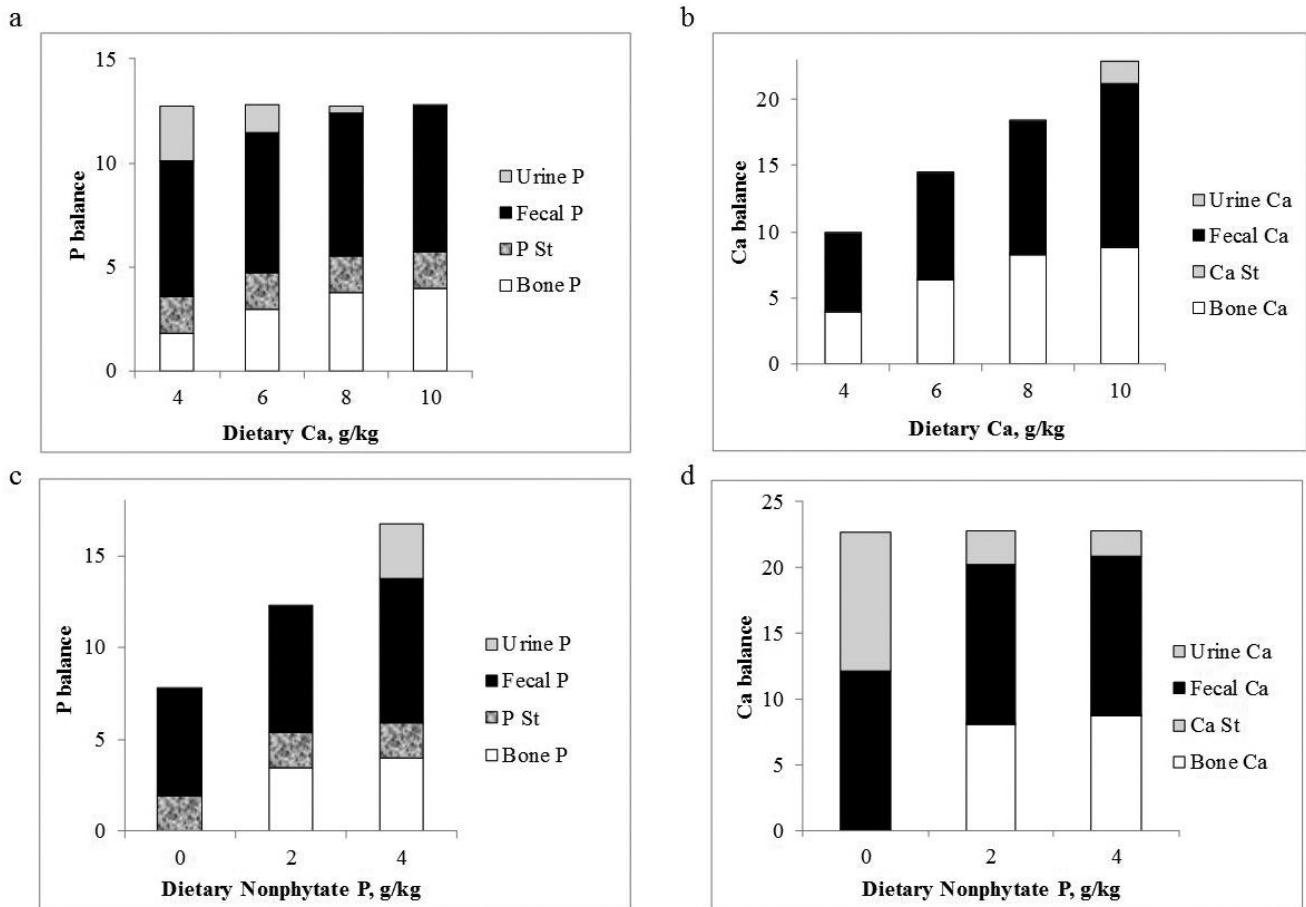 a
15
10
5
0
P balance
4 6 8 10
Dietary Ca, g/kg
Urine P
Fecal P
P St
Bone P
b
20
15
10
5
0
Ca balance
4 6 8 10
Dietary Ca, g/kg
Urine Ca
Fecal Ca
Ca St
Bone Ca
c
15
10
5
0
P balance
0 2 4
Dietary Nonphytate P, g/kg
Urine P
Fecal P
P St
Bone P
d
25
20
15
10
5
0
Ca balance
0 2 4
Dietary Nonphytate P, g/kg
Urine Ca
Fecal Ca
Ca St
Bone Ca